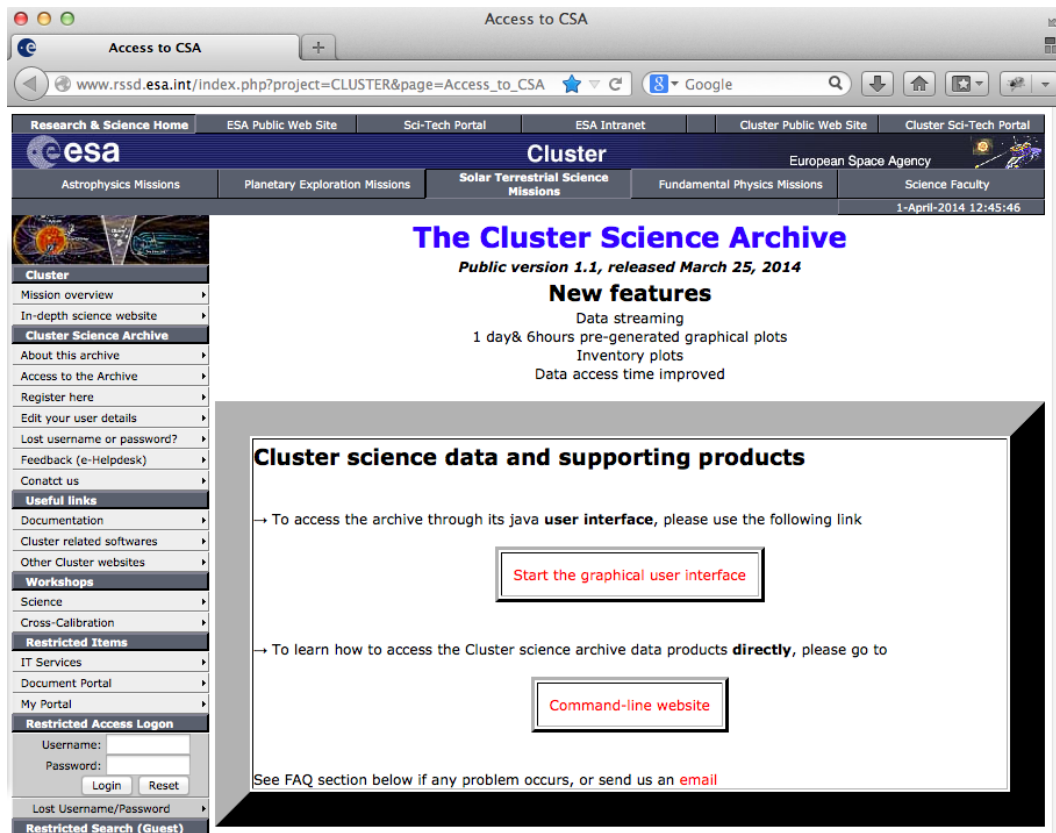 Access to CSA
Access to CSA
www.rssd.esa.int/index.php?project=CLUSTER&page=Access_to_CSA
Google
Research & Science Home
ESA Public Web Site
Sci-Tech Portal
ESA Intranet
Cluster Public Web Site
Cluster Sci-Tech Portal
esa
Cluster
European Space Agency
Astrophysics Missions
Planetary Exploration Missions
Solar Terrestrial Science
Missions
Fundamental Physics Missions
Science Faculty
1-April-2014 12:45:46
Cluster
Mission overview
In-depth science website
Cluster Science Archive
About this archive
Access to the Archive
Register here
Edit your user details
Lost username or password?
Feedback (e-Helpdesk)
Conatct us
Useful links
Documentation
Cluster related softwares
Other Cluster websites
Workshops
Science
Cross-Calibration
Restricted Items
IT Services
Document Portal
My Portal
Restricted Access Logon
Username:
Password:
Login
Reset
Lost Username/Password
Restricted Search (Guest)
The Cluster Science Archive
Public version 1.1, released March 25, 2014
New features
Data streaming
1 day& 6hours pre-generated graphical plots
Inventory plots
Data access time improved
Cluster science data and supporting products
→ To access the archive through its java user interface, please use the following link
Start the graphical user interface
→ To learn how to access the Cluster science archive data products directly, please go to
Command-line website
See FAQ section below if any problem occurs, or send us an email